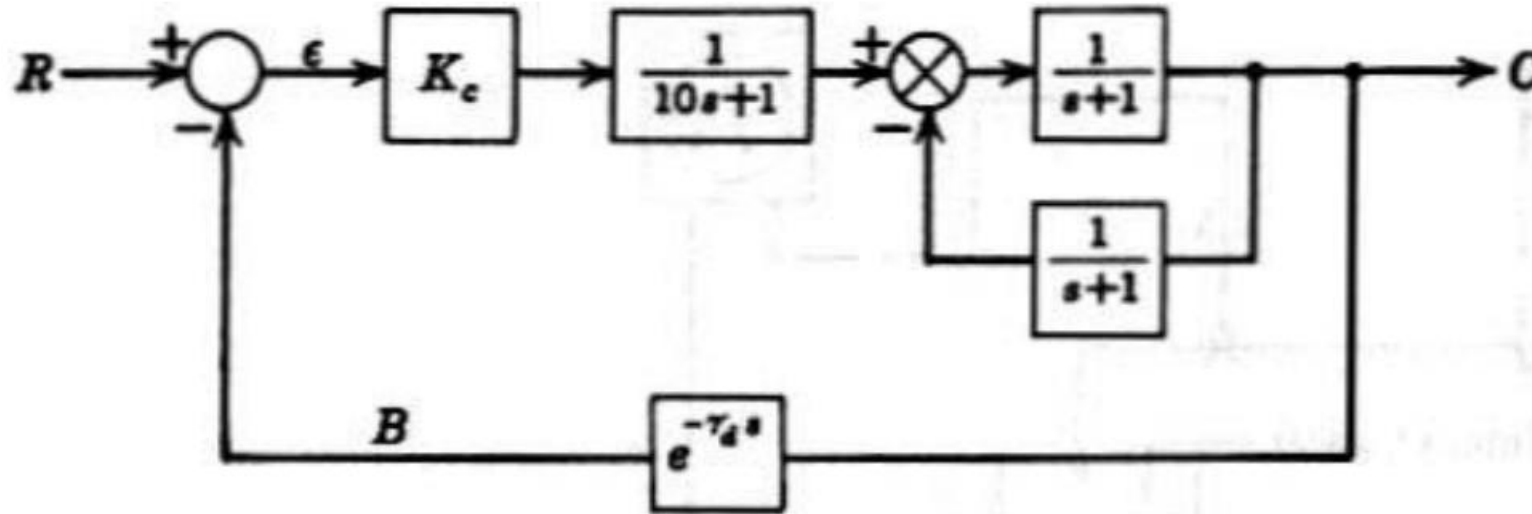 R + − ϵ K_c 1/(10s+1) + − 1/(s+1) C
1/(s+1)
B e^{−τ_d s}